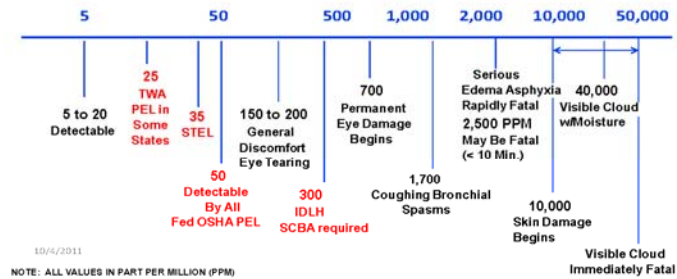 5 50 500 1,000 2,000 10,000 50,000
5 to 20
Detectable
25
TWA
PEL in
Some
States
35
STEL
50
Detectable
By All
Fed OSHA PEL
150 to 200
General
Discomfort
Eye Tearing
300
IDLH
SCBA required
700
Permanent
Eye Damage
Begins
1,700
Coughing Bronchial
Spasms
Serious
Edema Asphyxia
Rapidly Fatal
2,500 PPM
May Be Fatal
(< 10 Min.)
10,000
Skin Damage
Begins
40,000
Visible Cloud
w/Moisture
Visible Cloud
Immediately Fatal
10/4/2011
NOTE: ALL VALUES IN PART PER MILLION (PPM)